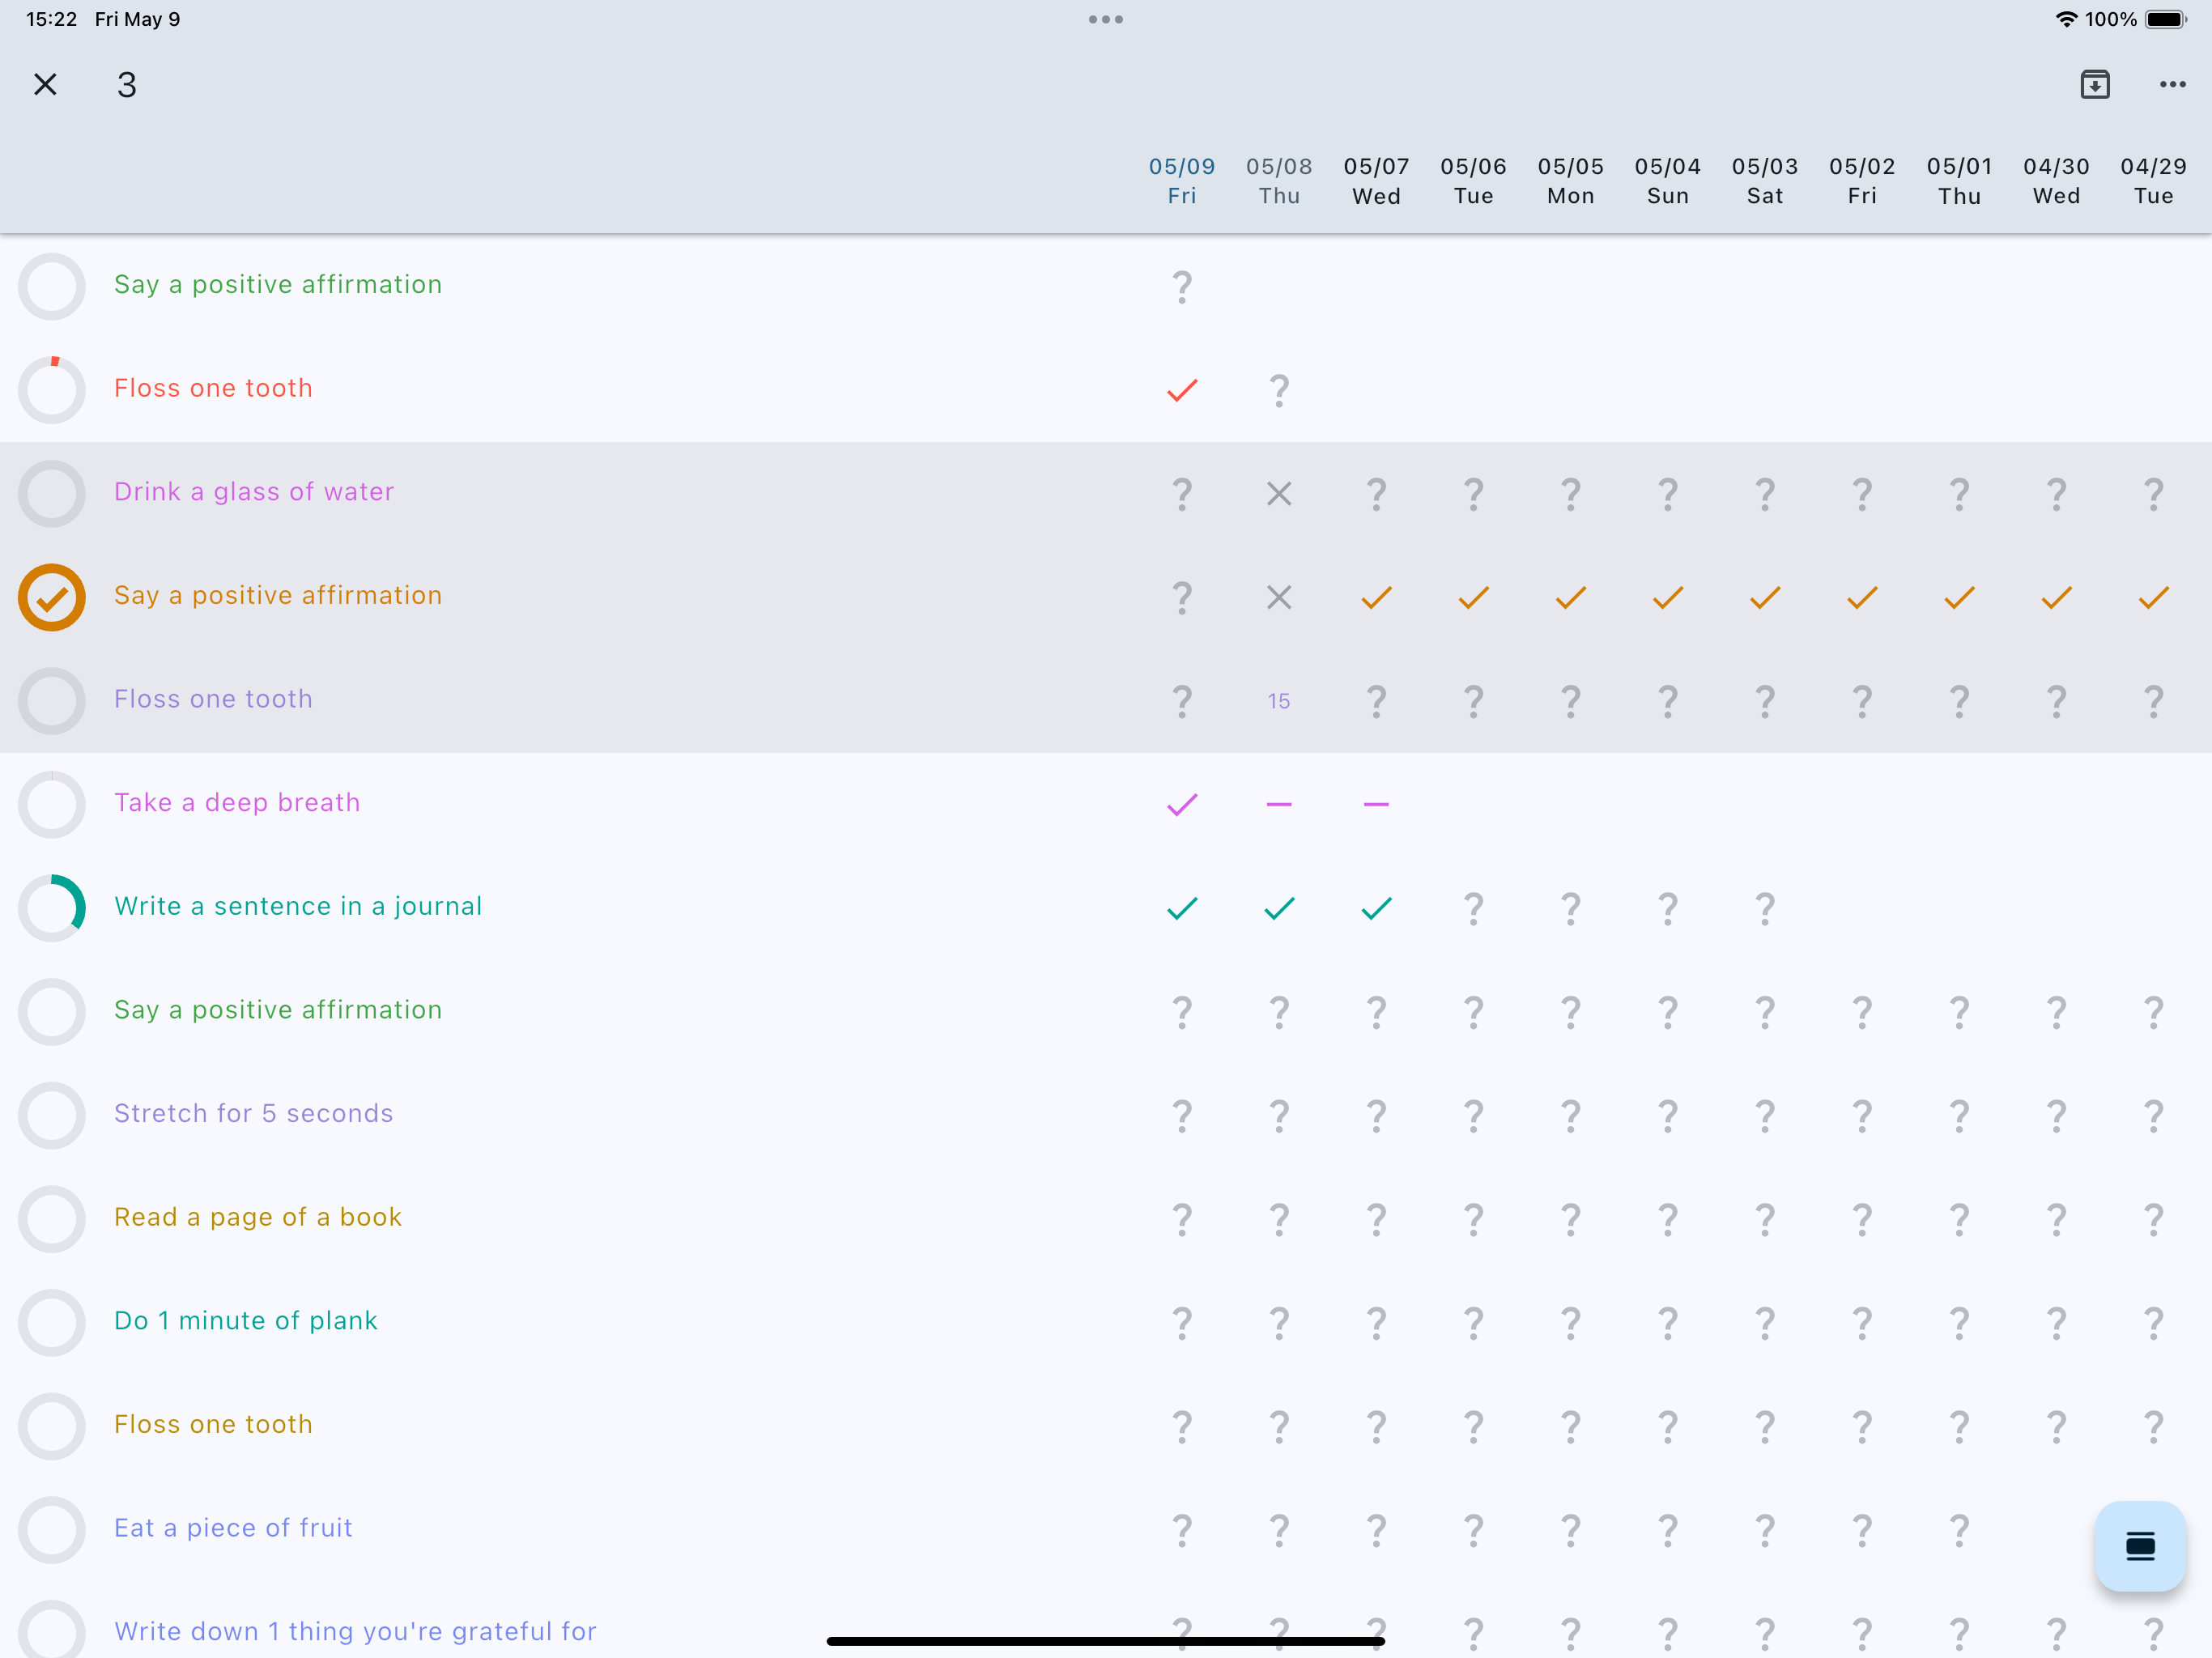 15:22 Fri May 9 100%
3
05/09 05/08 05/07 05/06 05/05 05/04 05/03 05/02 05/01 04/30 04/29
Fri Thu Wed Tue Mon Sun Sat Fri Thu Wed Tue
Say a positive affirmation ?
Floss one tooth ?
Drink a glass of water ? ? ? ? ? ? ? ? ? ?
Say a positive affirmation ?
Floss one tooth ? 15 ? ? ? ? ? ? ? ? ?
Take a deep breath
Write a sentence in a journal ? ? ? ?
Say a positive affirmation ? ? ? ? ? ? ? ? ? ? ?
Stretch for 5 seconds ? ? ? ? ? ? ? ? ? ? ?
Read a page of a book ? ? ? ? ? ? ? ? ? ? ?
Do 1 minute of plank ? ? ? ? ? ? ? ? ? ? ?
Floss one tooth ? ? ? ? ? ? ? ? ? ? ?
Eat a piece of fruit ? ? ? ? ? ? ? ? ?
Write down 1 thing you're grateful for ? ? ? ? ? ? ? ? ? ? ?